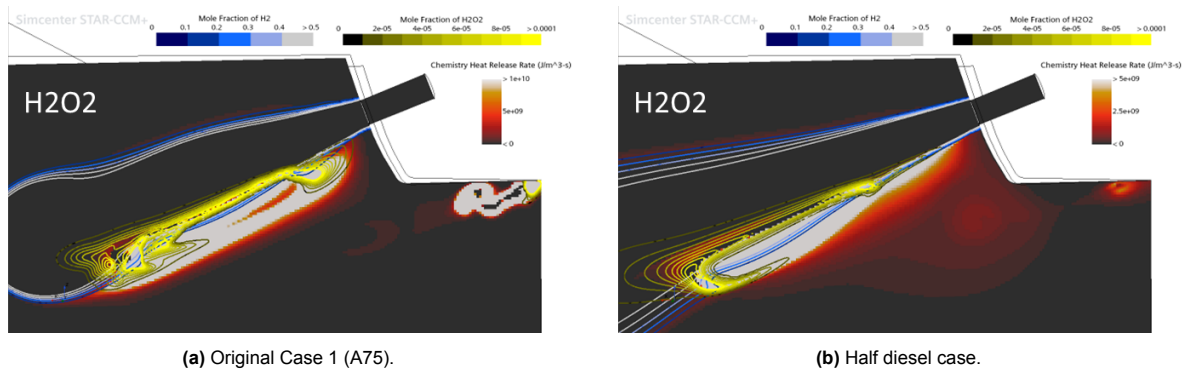 Simcenter STAR-CCM+
Mole Fraction of H2
0.1 0.2 0.3 0.4 >0.5
Mole Fraction of H2O2
2e-05 4e-05 6e-05 8e-05 >0.0001
Chemistry Heat Release Rate (J/m^3-s)
> 1e+10
5e+09
< 0
H2O2
(a) Original Case 1 (A75).
Simcenter STAR-CCM+
Mole Fraction of H2
0.1 0.2 0.3 0.4 >0.5
Mole Fraction of H2O2
2e-05 4e-05 6e-05 8e-05 >0.0001
Chemistry Heat Release Rate (J/m^3-s)
> 5e+09
2.5e+09
< 0
H2O2
(b) Half diesel case.